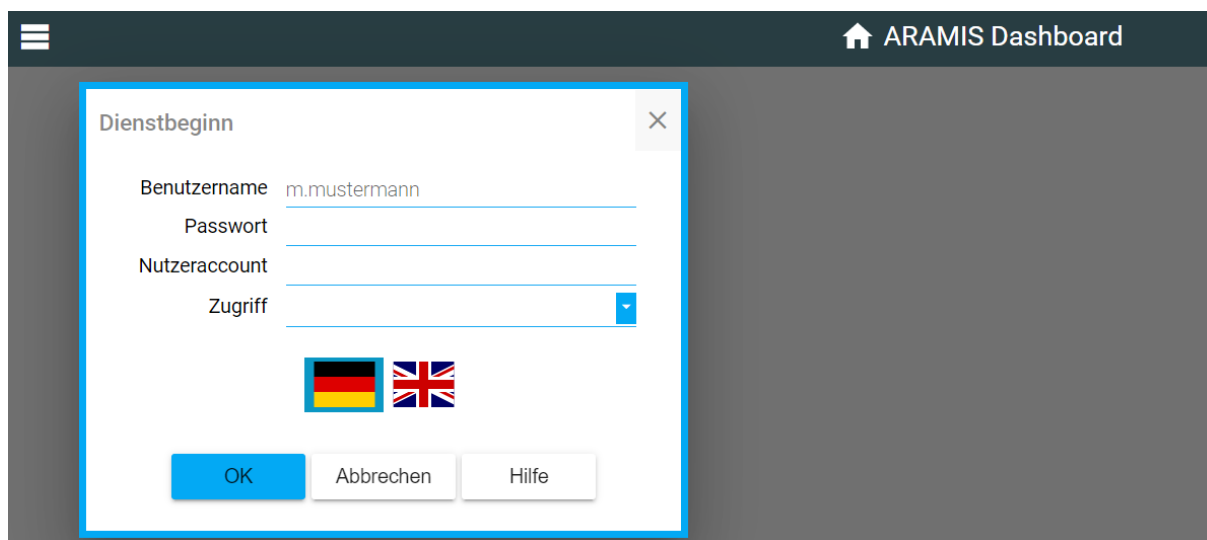 ARAMIS Dashboard
Dienstbeginn
Benutzername m.mustermann
Passwort
Nutzeraccount
Zugriff
OK Abbrechen Hilfe